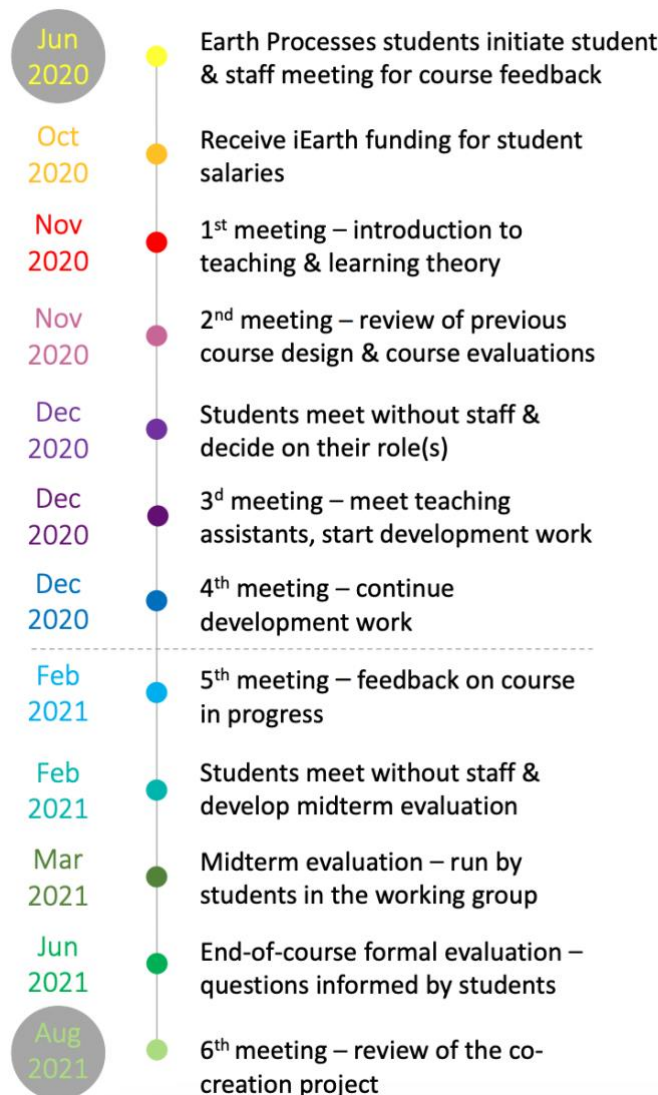 Jun
2020
Earth Processes students initiate student
& staff meeting for course feedback
Oct
2020
Receive iEarth funding for student
salaries
Nov
2020
1st meeting – introduction to
teaching & learning theory
Nov
2020
2nd meeting – review of previous
course design & course evaluations
Dec
2020
Students meet without staff &
decide on their role(s)
Dec
2020
3d meeting – meet teaching
assistants, start development work
Dec
2020
4th meeting – continue
development work
Feb
2021
5th meeting – feedback on course
in progress
Feb
2021
Students meet without staff &
develop midterm evaluation
Mar
2021
Midterm evaluation – run by
students in the working group
Jun
2021
End-of-course formal evaluation –
questions informed by students
Aug
2021
6th meeting – review of the co-
creation project